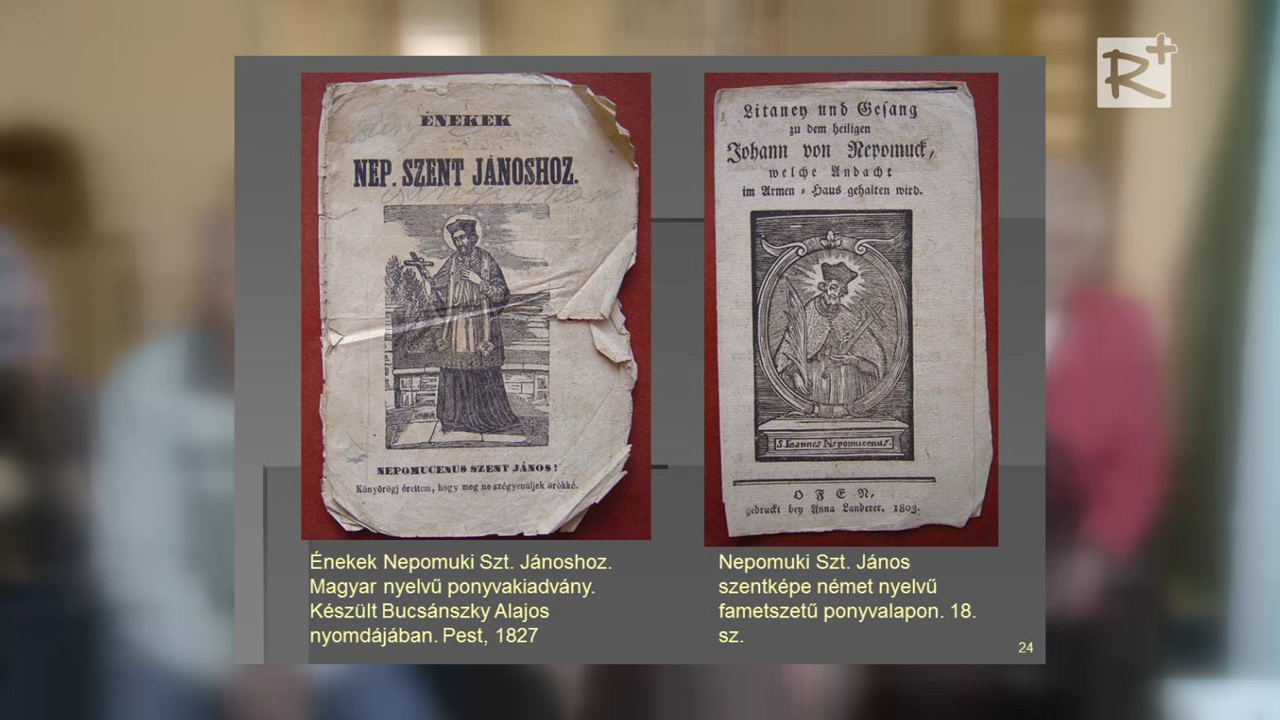 R+
ÉNEKEK
NEP. SZENT JÁNOSHOZ.
NEPOMUCENUS SZENT JÁNOS!
Könyörögj érettem, hogy meg ne szégyenüljek örökké.
Litaney und Gesang
zu dem heiligen
Johann von Nepomuck,
welche Andacht
im Armen-Haus gehalten wird.
S. Ioannes Nepomucenus.
OFEN,
gedruckt bey Anna Landerer. 1803.
Énekek Nepomuki Szt. Jánoshoz.
Magyar nyelvű ponyvakiadvány.
Készült Bucsánszky Alajos
nyomdájában. Pest, 1827
Nepomuki Szt. János
szentképe német nyelvű
fametszetű ponyvalapon. 18.
sz.
24